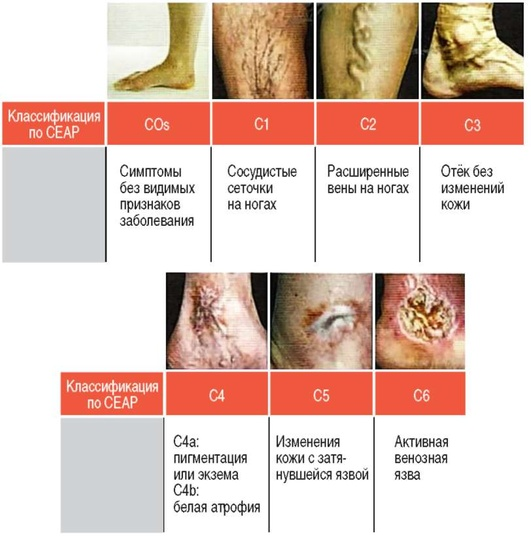 Классификация
по CEAP
C0s
C1
C2
C3
Симптомы
без видимых
признаков
заболевания
Сосудистые
сеточки
на ногах
Расширенные
вены на ногах
Отёк без
изменений
кожи
Классификация
по CEAP
C4
C5
C6
C4a:
пигментация
или экзема
C4b:
белая атрофия
Изменения
кожи с затя-
нувшейся язвой
Активная
венозная
язва